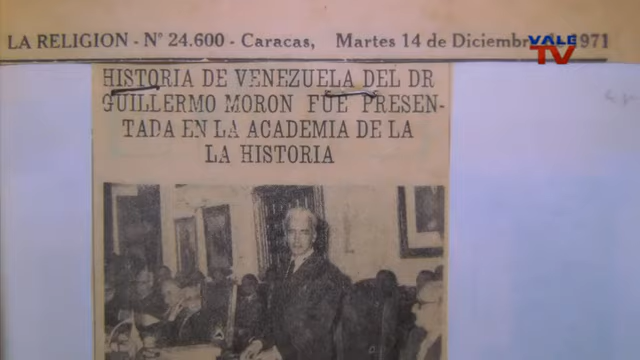 LA RELIGION - Nº 24.600 - Caracas, Martes 14 de Diciembre 1971
VALE
TV
HISTORIA DE VENEZUELA DEL DR
GUILLERMO MORON FUE PRESEN-
TADA EN LA ACADEMIA DE LA
LA HISTORIA